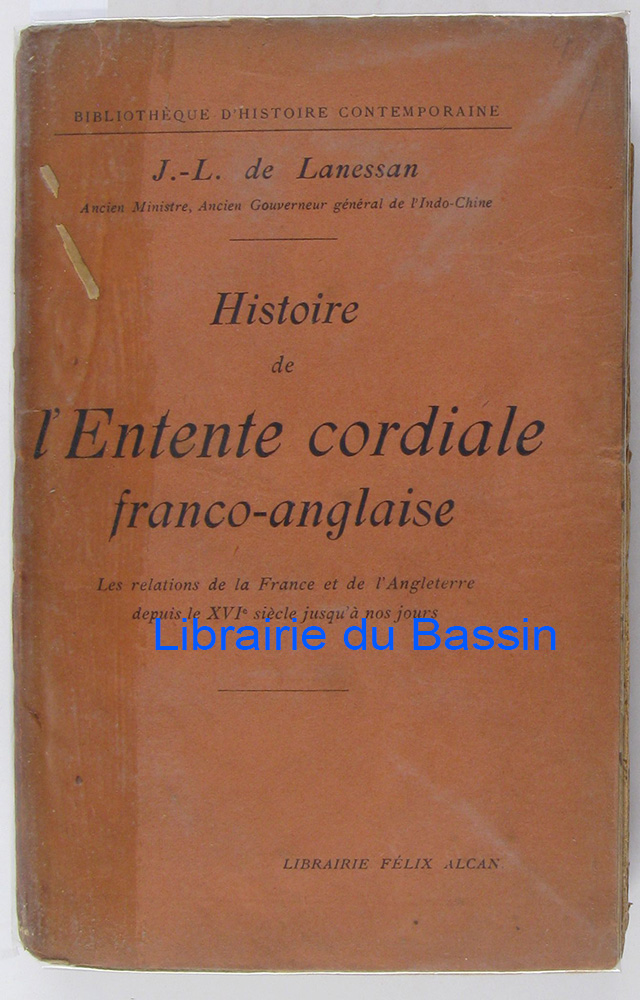 BIBLIOTHÈQUE D'HISTOIRE CONTEMPORAINE
J.-L. de Lanessan
Ancien Ministre, Ancien Gouverneur général de l'Indo-Chine
Histoire
de
l'Entente cordiale
franco-anglaise
Les relations de la France et de l'Angleterre
depuis le XVIe siècle jusqu'à nos jours
Librairie du Bassin
LIBRAIRIE FÉLIX ALCAN